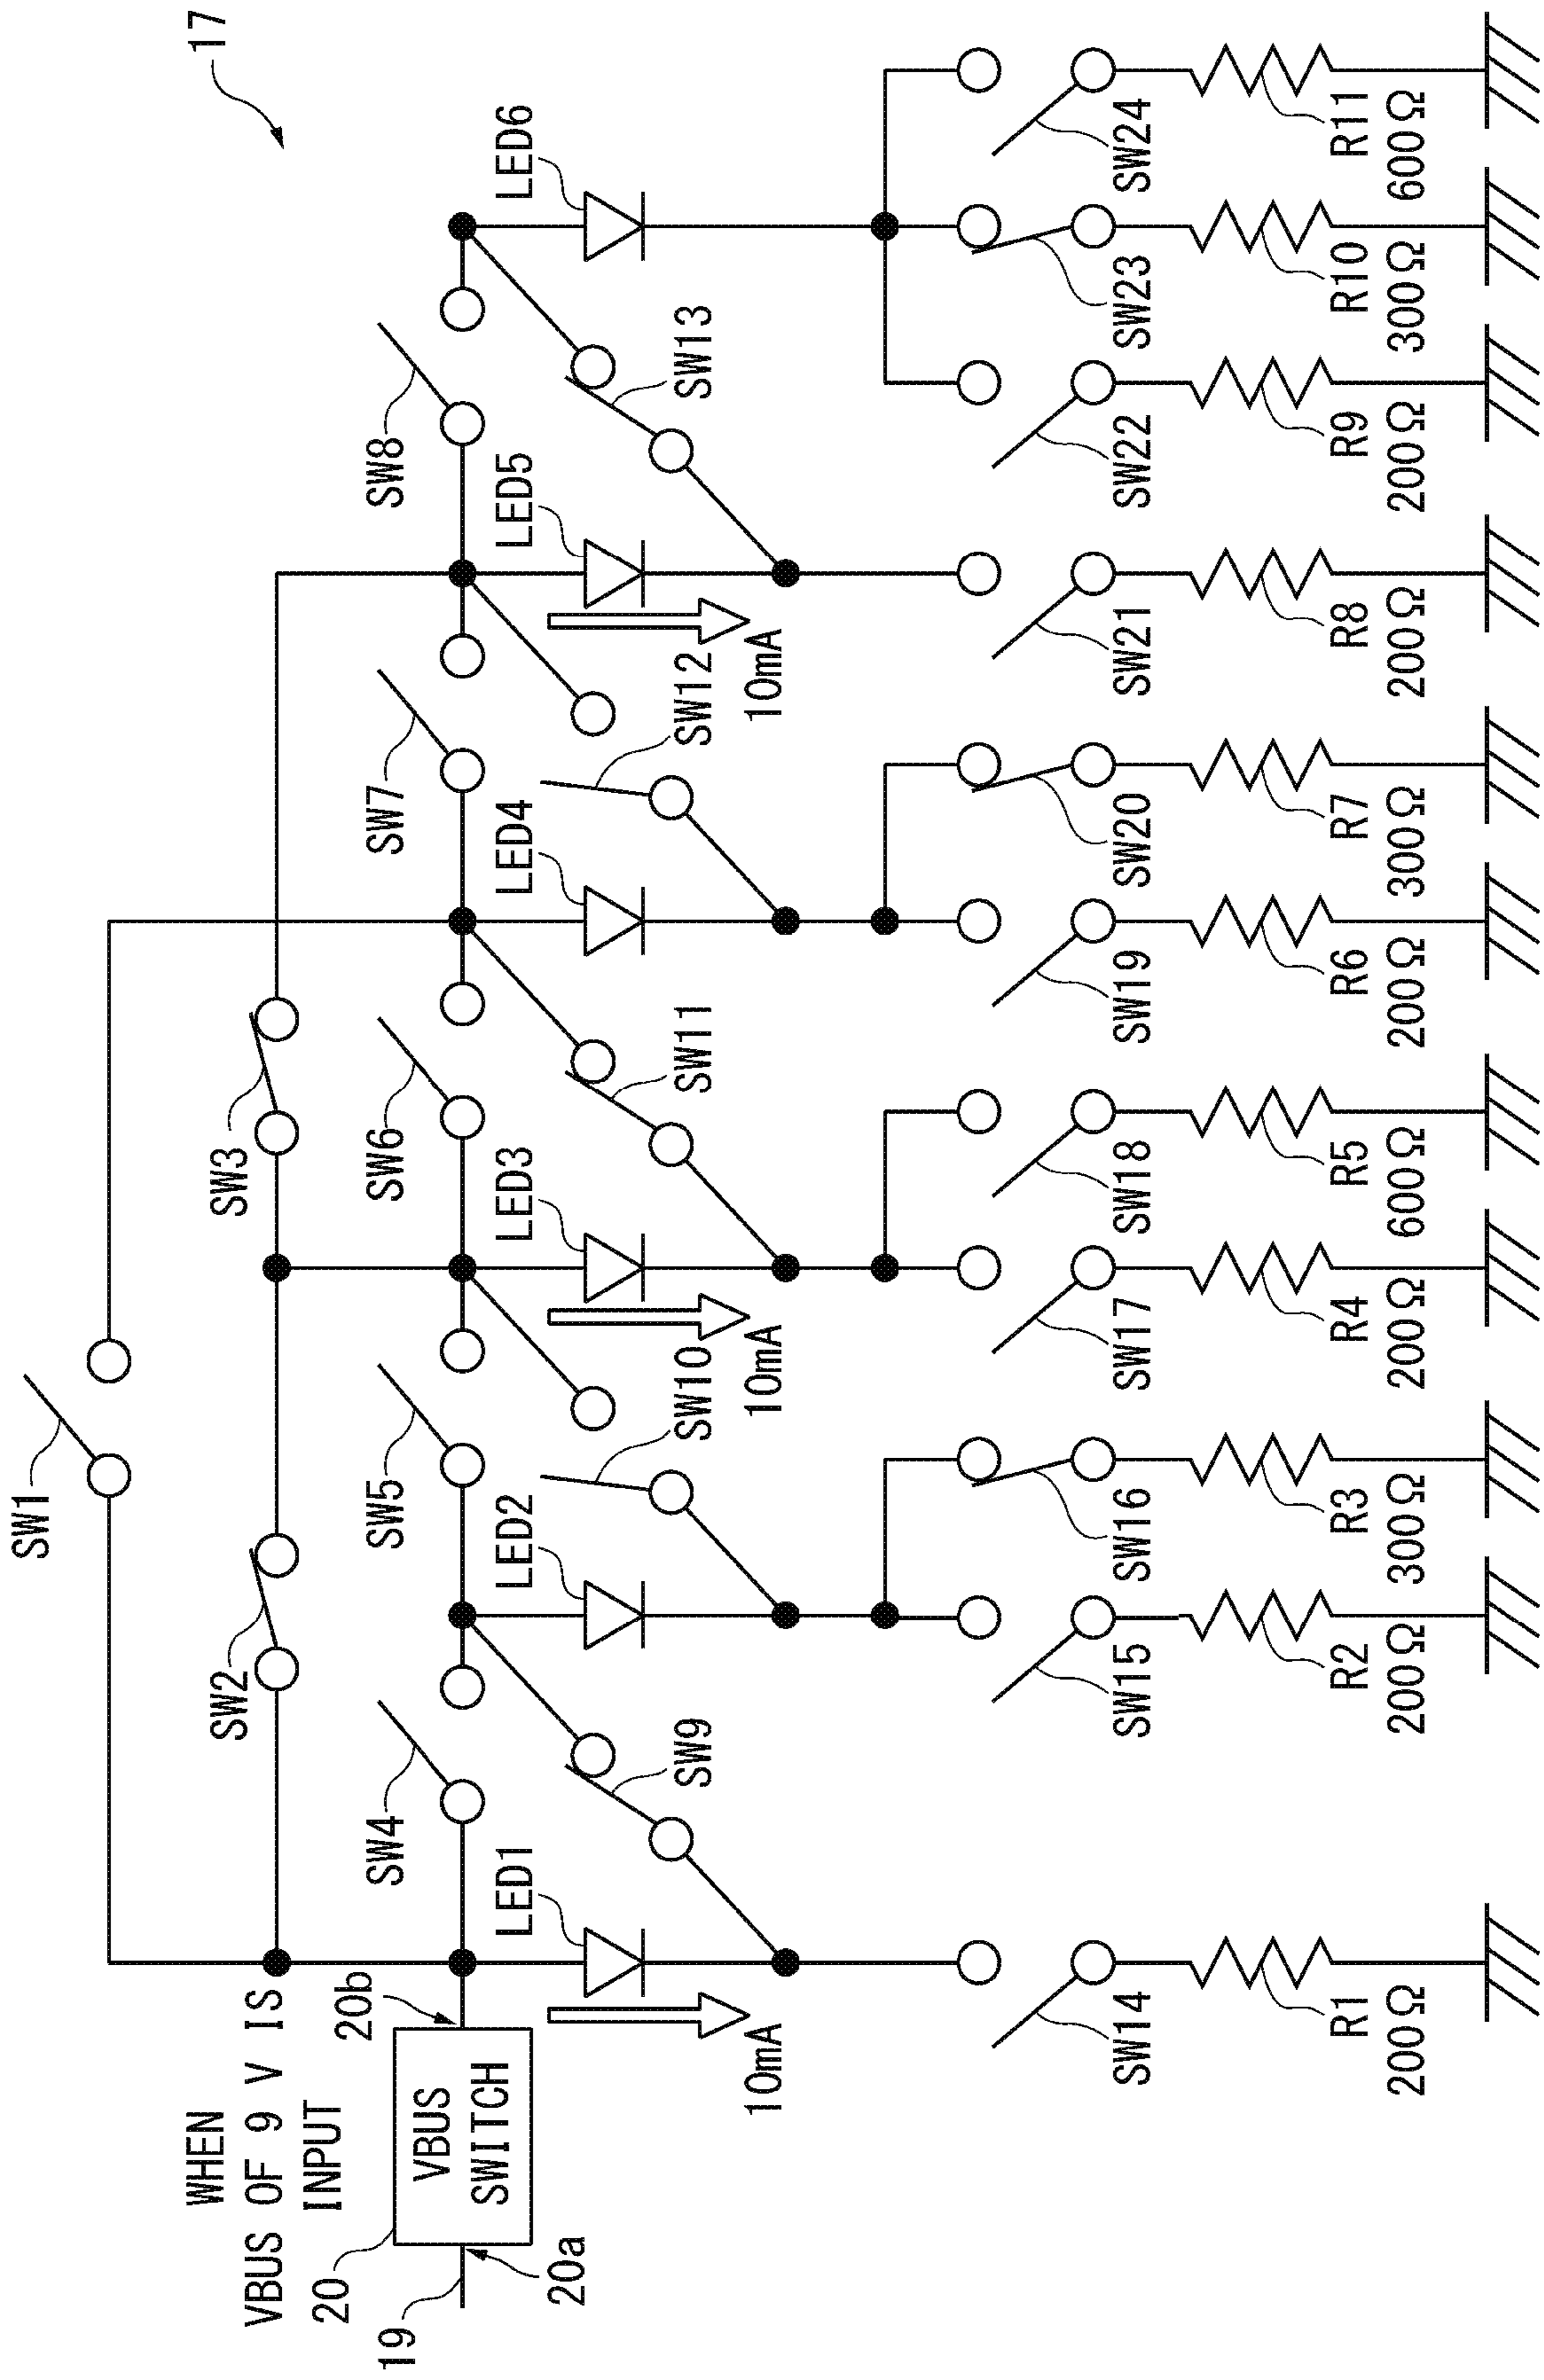 WHEN
VBUS OF 9 V IS
INPUT
17
SW1
SW2
SW3
SW4
SW5
SW6
SW7
SW8
19
20
20a
20b
VBUS
SWITCH
LED1
LED2
LED3
LED4
LED5
LED6
SW9
SW10
SW11
SW12
SW13
10mA
10mA
10mA
SW14
SW15
SW16
SW17
SW18
SW19
SW20
SW21
SW22
SW23
SW24
R1
R2
R3
R4
R5
R6
R7
R8
R9
R10
R11
200Ω
200Ω
300Ω
200Ω
600Ω
200Ω
300Ω
200Ω
200Ω
300Ω
600Ω